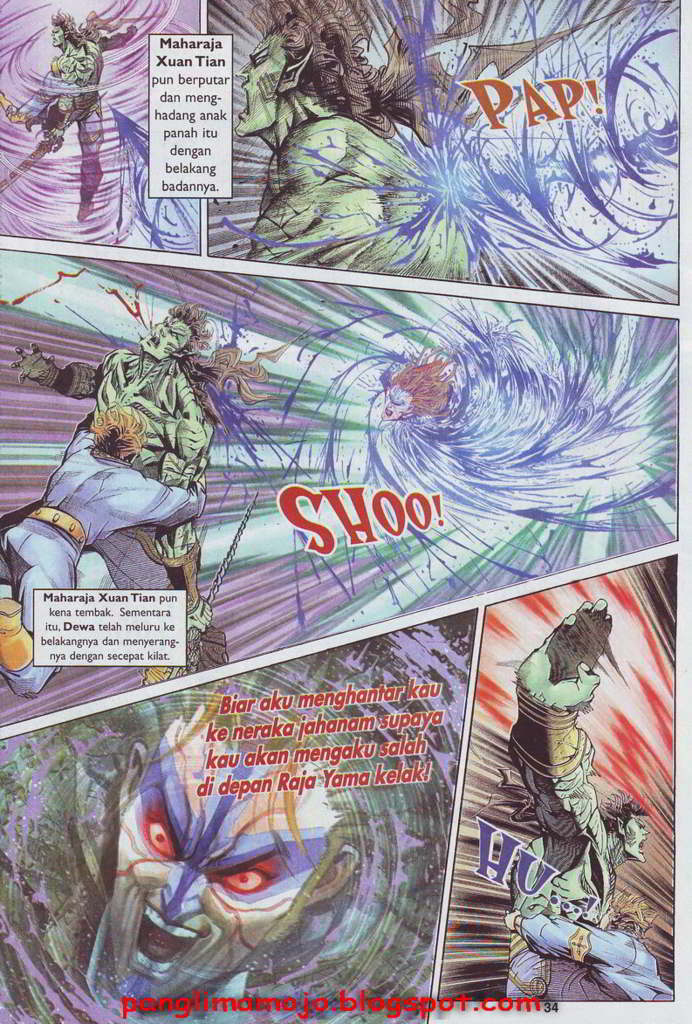 Maharaja
Xuan Tian
pun berputar
dan meng-
hadang anak
panah itu
dengan
belakang
badannya.
PAP!
SHOO!
Maharaja Xuan Tian pun
kena tembak. Sementara
itu, Dewa telah meluru ke
belakangnya dan menyerang-
nya dengan secepat kilat.
Biar aku menghantar kau
ke neraka jahanam supaya
kau akan mengaku salah
di depan Raja Yama kelak!
HU..!
panglimamojo.blogspot.com
34